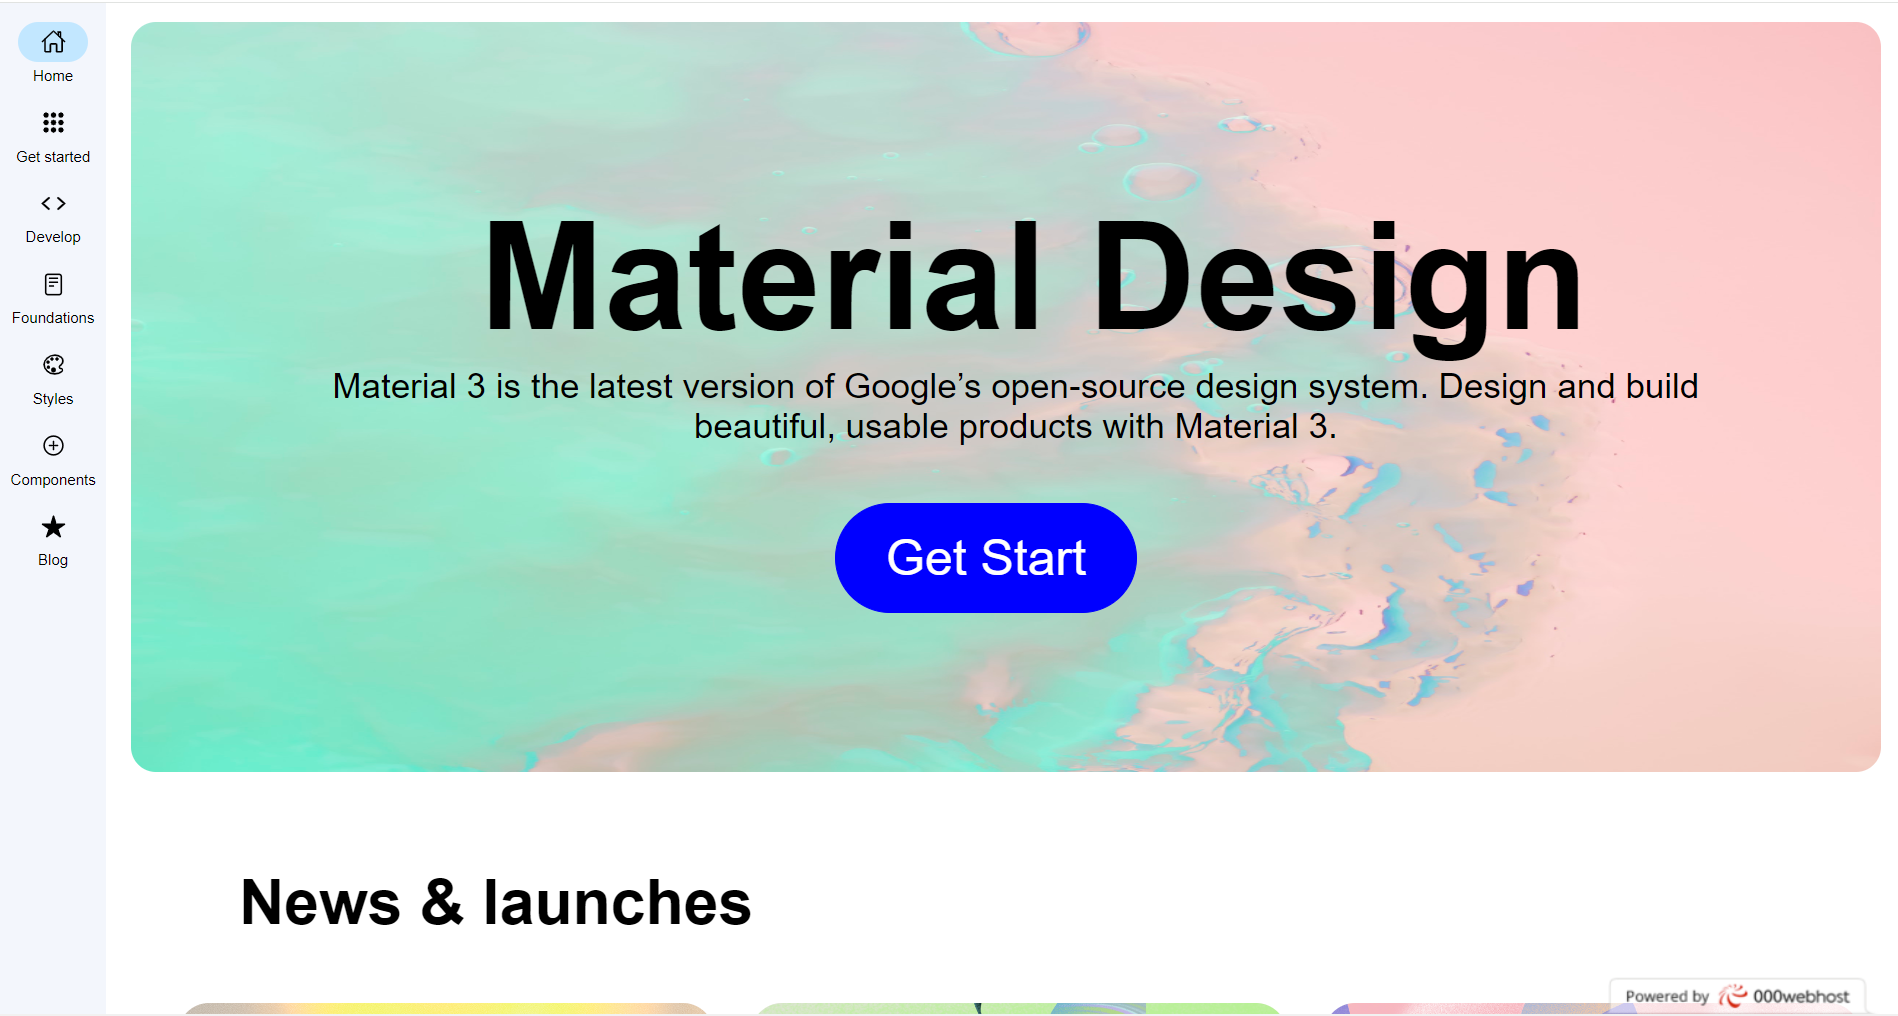 Home
Get started
Develop
Foundations
Styles
Components
Blog
Material Design
Material 3 is the latest version of Google’s open-source design system. Design and build
beautiful, usable products with Material 3.
Get Start
News & launches
Powered by 000webhost